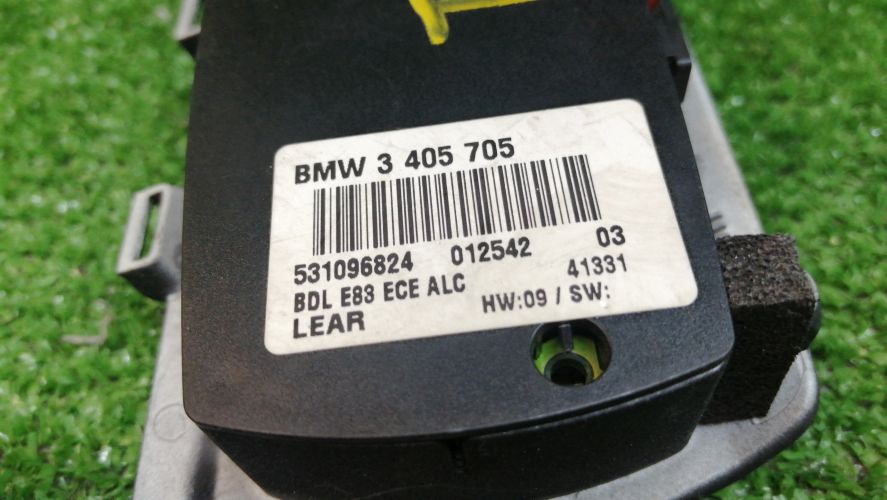 BMW 3 405 705
531096824 012542 03
BDL E83 ECE ALC 41331
LEAR HW:09 / SW: